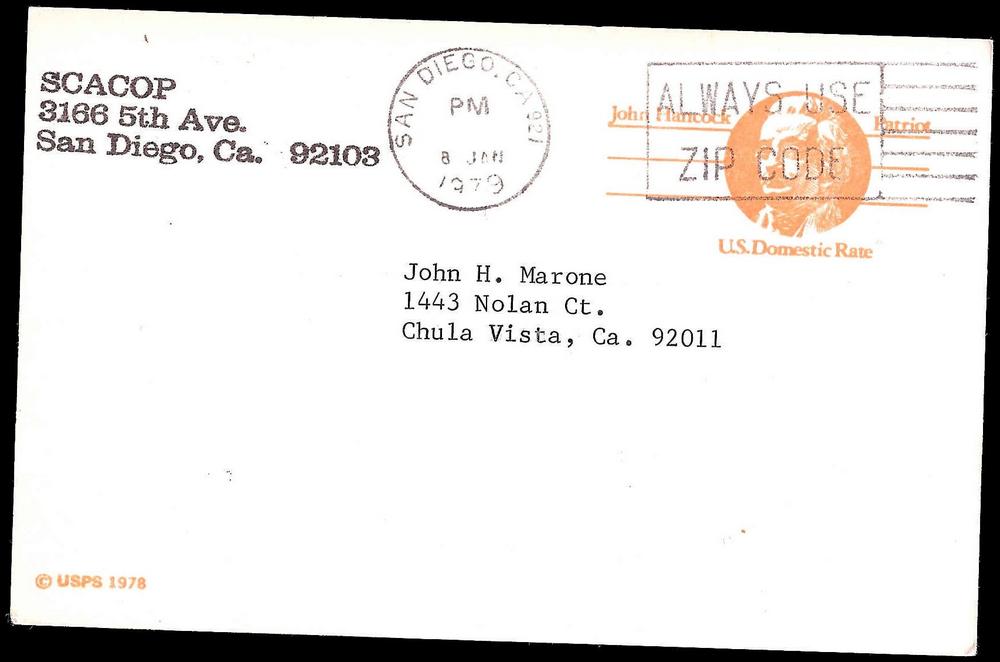 SCACOP
3166 5th Ave.
San Diego, Ca. 92103
SAN DIEGO, CA 921
PM
8 JAN
1979
ALWAYS USE
ZIP CODE
John Hancock
Patriot
U.S. Domestic Rate
John H. Marone
1443 Nolan Ct.
Chula Vista, Ca. 92011
© USPS 1978